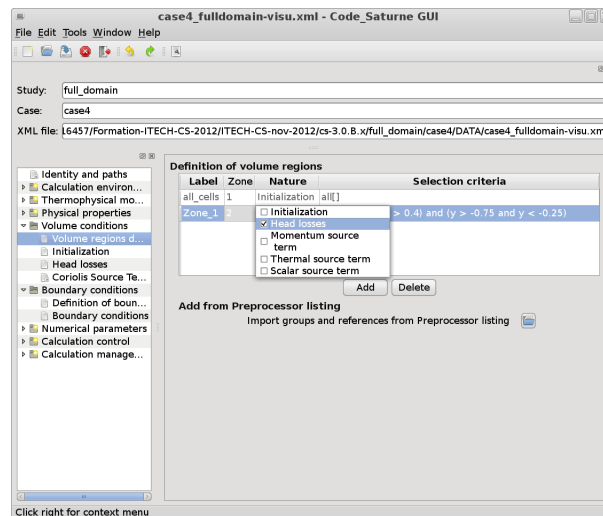 case4_fulldomain-visu.xml - Code_Saturne GUI
File Edit Tools Window Help
Study: full_domain
Case: case4
XML file: 16457/Formation-ITECH-CS-2012/ITECH-CS-nov-2012/cs-3.0.B.x/full_domain/case4/DATA/case4_fulldomain-visu.xm
Identity and paths
Calculation environ...
Thermophysical mo...
Physical properties
Volume conditions
Volume regions d...
Initialization
Head losses
Coriolis Source Te...
Boundary conditions
Definition of boun...
Boundary conditions
Numerical parameters
Calculation control
Calculation manage...
Definition of volume regions
Label Zone Nature Selection criteria
all_cells 1 Initialization all[]
Zone_1 2 > 0.4) and (y > -0.75 and y < -0.25)
Initialization
Head losses
Momentum source
term
Thermal source term
Scalar source term
Add Delete
Add from Preprocessor listing
Import groups and references from Preprocessor listing
Click right for context menu